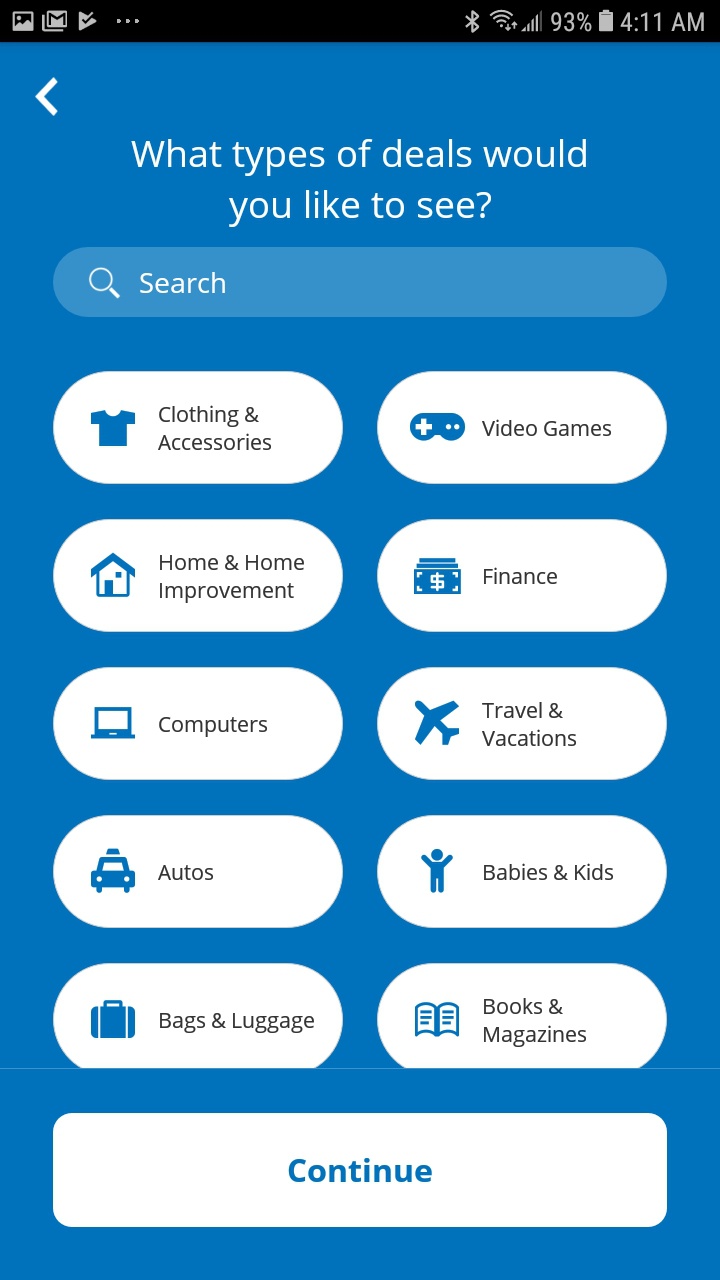 93% 4:11 AM
What types of deals would
you like to see?
Search
Clothing &
Accessories
Video Games
Home & Home
Improvement
Finance
Computers
Travel &
Vacations
Autos
Babies & Kids
Bags & Luggage
Books &
Magazines
Continue